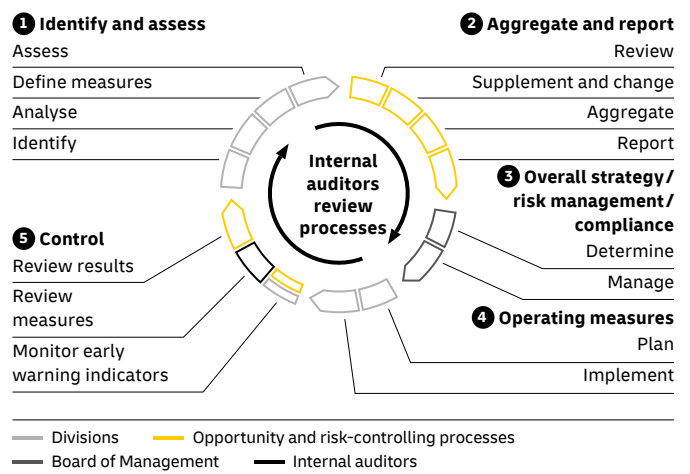 1 Identify and assess
Assess
Define measures
Analyse
Identify
2 Aggregate and report
Review
Supplement and change
Aggregate
Report
3 Overall strategy/
risk management/
compliance
Determine
Manage
Internal
auditors
review
processes
5 Control
Review results
Review
measures
Monitor early
warning indicators
4 Operating measures
Plan
Implement
Divisions
Opportunity and risk-controlling processes
Board of Management
Internal auditors